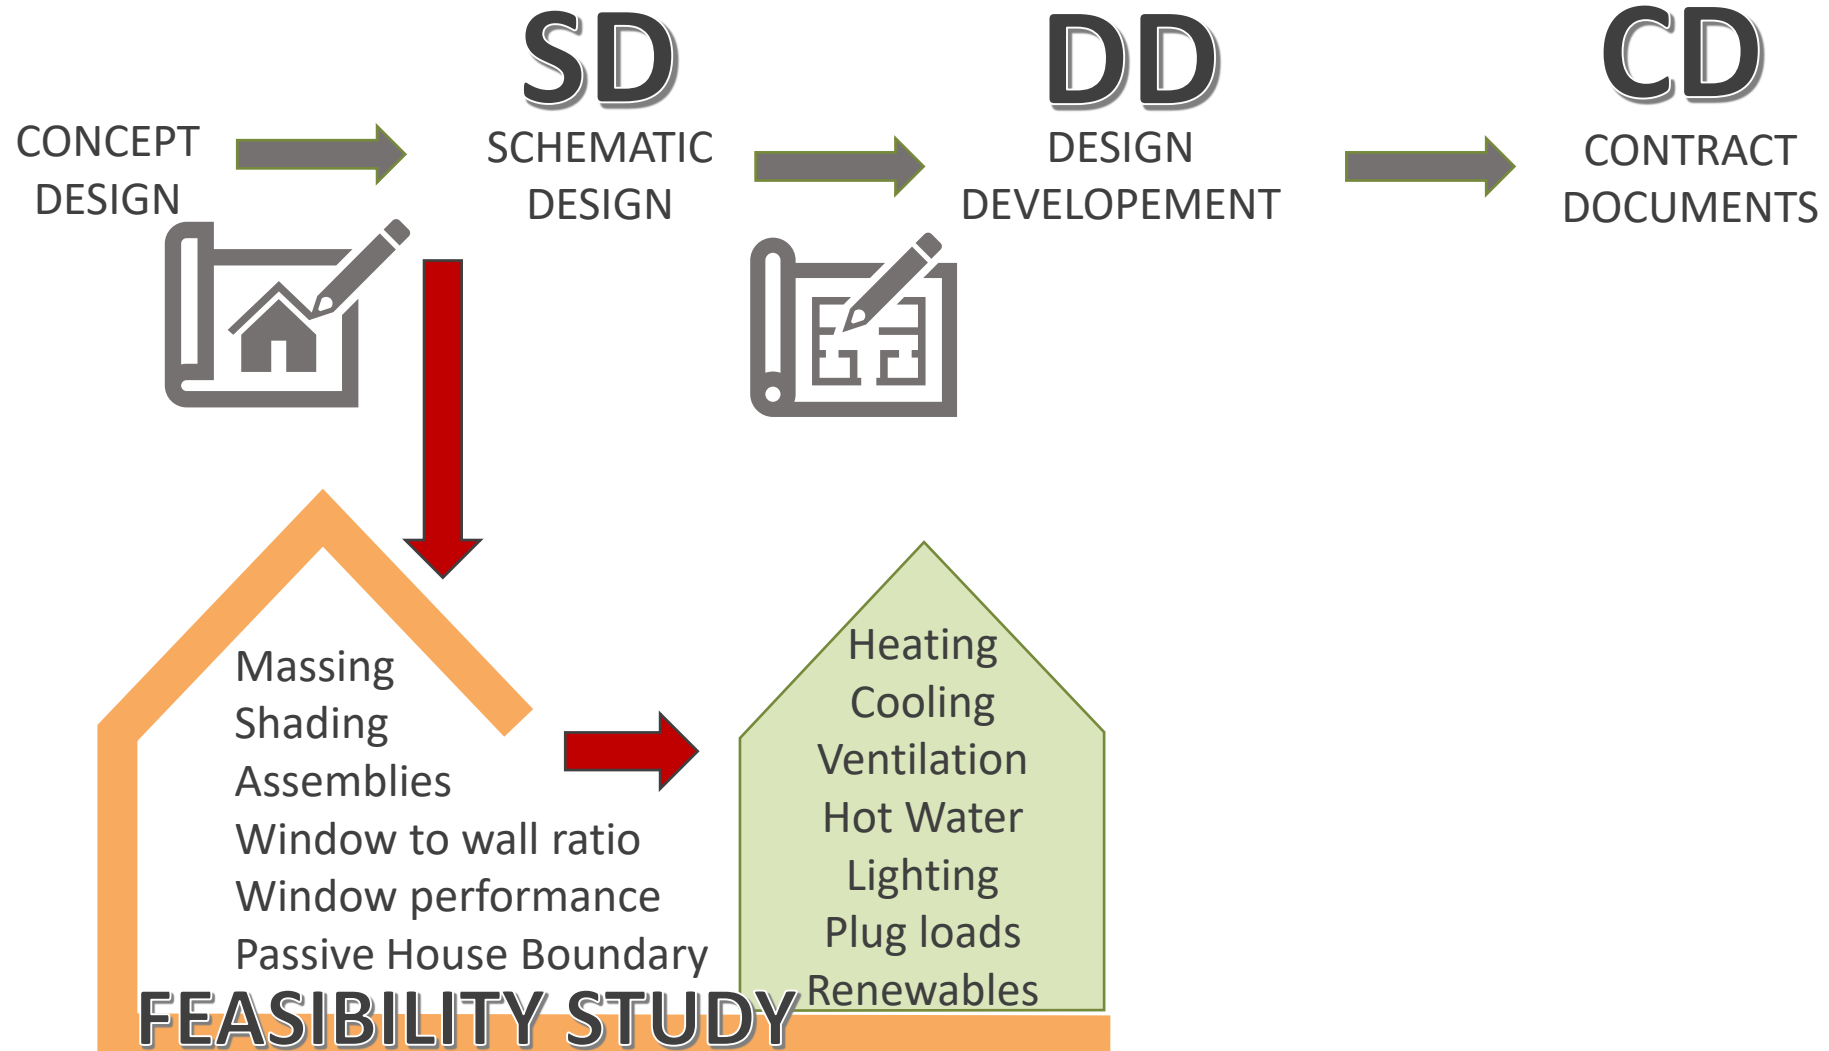 SD
DD
CD
CONCEPT
DESIGN
SCHEMATIC
DESIGN
DESIGN
DEVELOPEMENT
CONTRACT
DOCUMENTS
Massing
Shading
Assemblies
Window to wall ratio
Window performance
Passive House Boundary
FEASIBILITY STUDY
Heating
Cooling
Ventilation
Hot Water
Lighting
Plug loads
Renewables